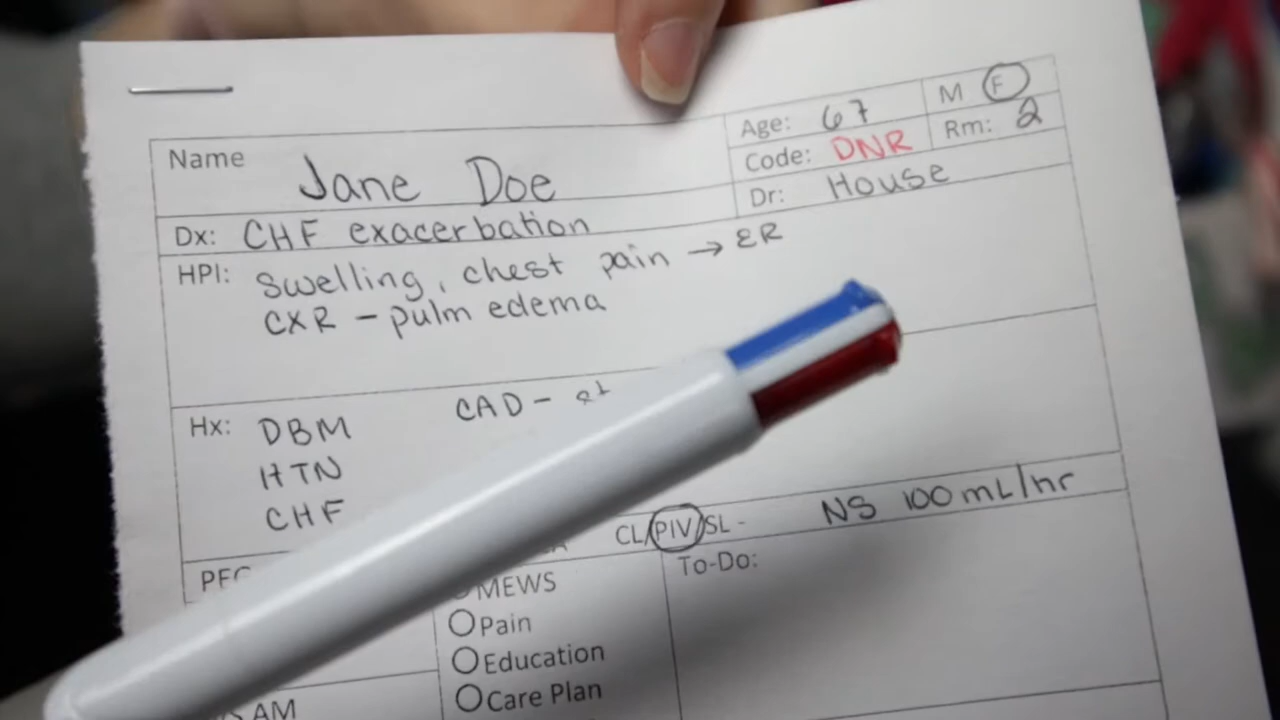 Name Jane Doe
Age: 67 M F
Code: DNR Rm: 2
Dr: House
Dx: CHF exacerbation
HPI: Swelling, chest pain → ER
CXR - pulm edema
Hx: DBM CAD -
HTN
CHF
CL/PIV/SL - NS 100 mL/hr
MEWS
To-Do:
Pain
Education
Care Plan
AM